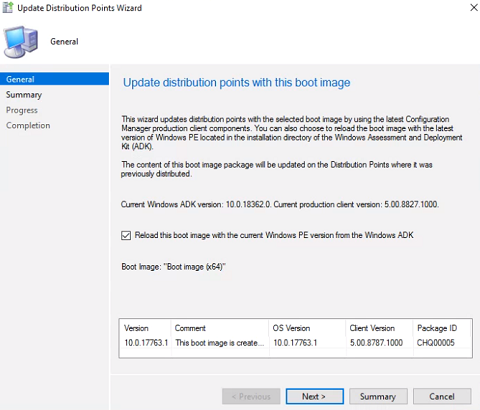 Update Distribution Points Wizard
General
General
Summary
Progress
Completion
Update distribution points with this boot image
This wizard updates distribution points with the selected boot image by using the latest Configuration
Manager production client components. You can also choose to reload the boot image with the latest
version of Windows PE located in the installation directory of the Windows Assessment and Deployment
Kit (ADK).
The content of this boot image package will be updated on the Distribution Points where it was
previously distributed.
Current Windows ADK version: 10.0.18362.0. Current production client version: 5.00.8827.1000.
Reload this boot image with the current Windows PE version from the Windows ADK
Boot Image: "Boot image (x64)"
Version Comment OS Version Client Version Package ID
10.0.17763.1 This boot image is create... 10.0.17763.1 5.00.8787.1000 CHQ00005
< Previous Next > Summary Cancel